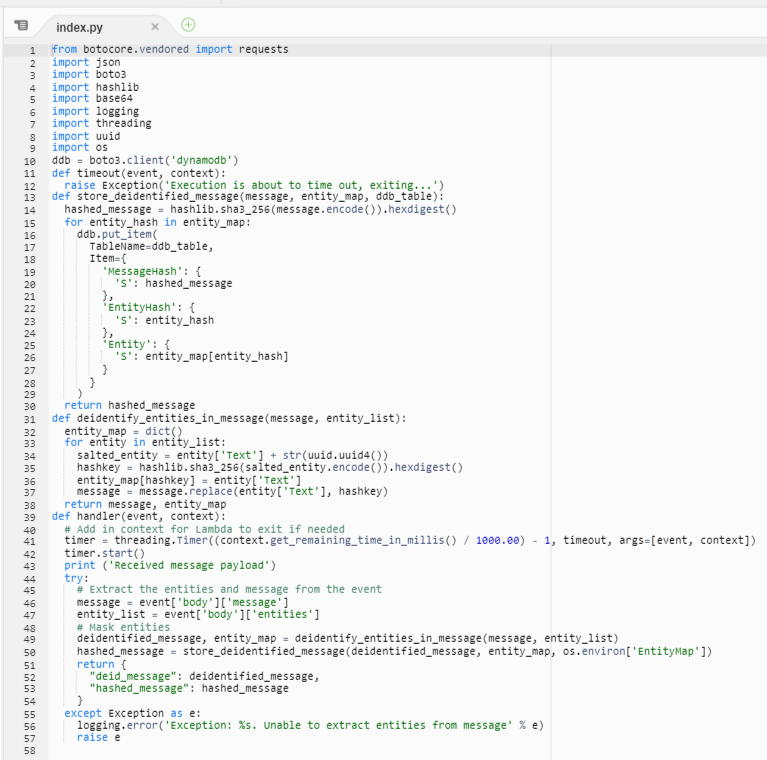 index.py
1 from botocore.vendored import requests
2 import json
3 import boto3
4 import hashlib
5 import base64
6 import logging
7 import threading
8 import uuid
9 import os
10 ddb = boto3.client('dynamodb')
11 def timeout(event, context):
12   raise Exception('Execution is about to time out, exiting...')
13 def store_deidentified_message(message, entity_map, ddb_table):
14   hashed_message = hashlib.sha3_256(message.encode()).hexdigest()
15   for entity_hash in entity_map:
16     ddb.put_item(
17       TableName=ddb_table,
18       Item={
19         'MessageHash': {
20           'S': hashed_message
21         },
22         'EntityHash': {
23           'S': entity_hash
24         },
25         'Entity': {
26           'S': entity_map[entity_hash]
27         }
28       }
29     )
30   return hashed_message
31 def deidentify_entities_in_message(message, entity_list):
32   entity_map = dict()
33   for entity in entity_list:
34     salted_entity = entity['Text'] + str(uuid.uuid4())
35     hashkey = hashlib.sha3_256(salted_entity.encode()).hexdigest()
36     entity_map[hashkey] = entity['Text']
37     message = message.replace(entity['Text'], hashkey)
38   return message, entity_map
39 def handler(event, context):
40   # Add in context for Lambda to exit if needed
41   timer = threading.Timer((context.get_remaining_time_in_millis() / 1000.00) - 1, timeout, args=[event, context])
42   timer.start()
43   print ('Received message payload')
44   try:
45     # Extract the entities and message from the event
46     message = event['body']['message']
47     entity_list = event['body']['entities']
48     # Mask entities
49     deidentified_message, entity_map = deidentify_entities_in_message(message, entity_list)
50     hashed_message = store_deidentified_message(deidentified_message, entity_map, os.environ['EntityMap'])
51     return {
52       "deid_message": deidentified_message,
53       "hashed_message": hashed_message
54     }
55   except Exception as e:
56     logging.error('Exception: %s. Unable to extract entities from message' % e)
57     raise e
58